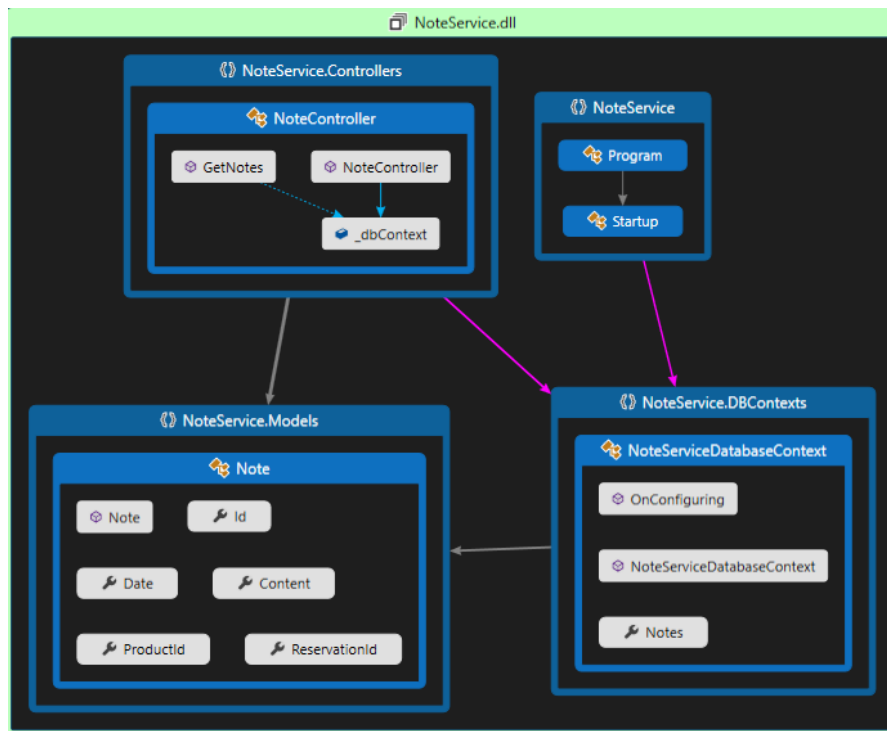 NoteService.dll
NoteService.Controllers
NoteController
GetNotes
NoteController
_dbContext
NoteService
Program
Startup
NoteService.Models
Note
Note
Id
Date
Content
ProductId
ReservationId
NoteService.DBContexts
NoteServiceDatabaseContext
OnConfiguring
NoteServiceDatabaseContext
Notes